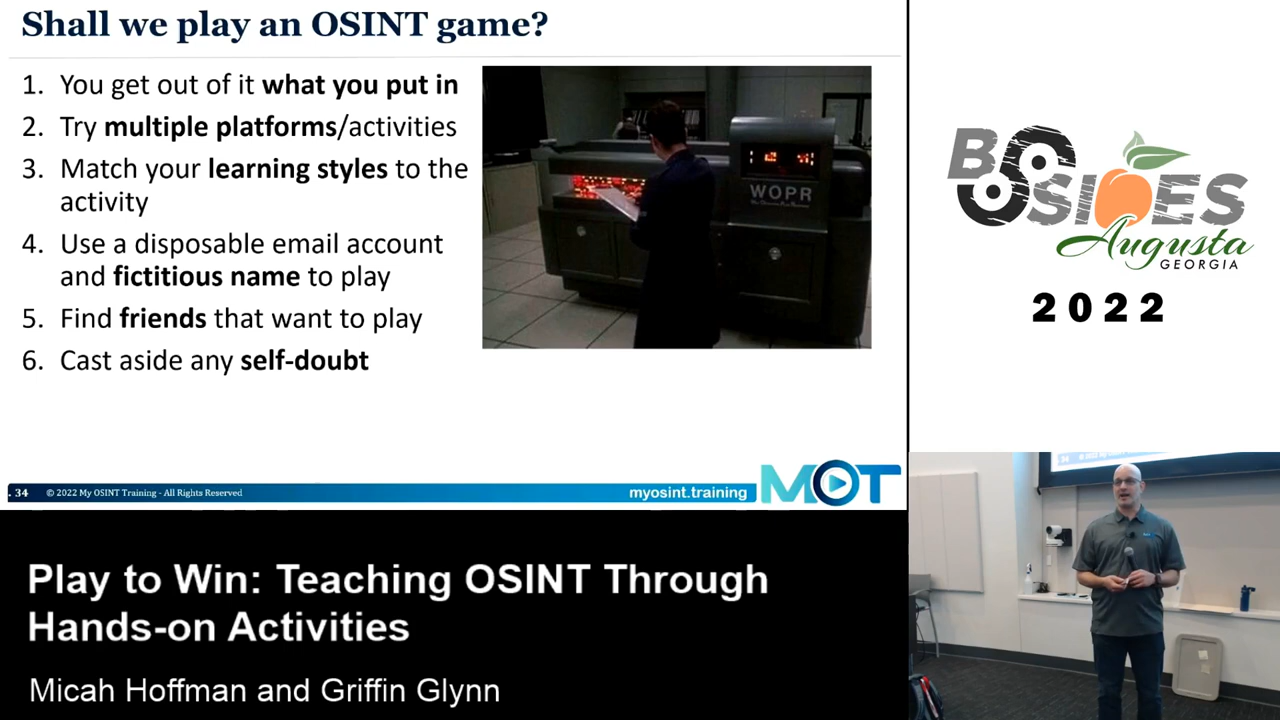 Shall we play an OSINT game?
1. You get out of it what you put in
2. Try multiple platforms/activities
3. Match your learning styles to the
activity
4. Use a disposable email account
and fictitious name to play
5. Find friends that want to play
6. Cast aside any self-doubt
WOPR
. 34 © 2022 My OSINT Training - All Rights Reserved
myosint.training
MOT
BSIDES
Augusta
GEORGIA
2022
34
Play to Win: Teaching OSINT Through
Hands-on Activities
Micah Hoffman and Griffin Glynn